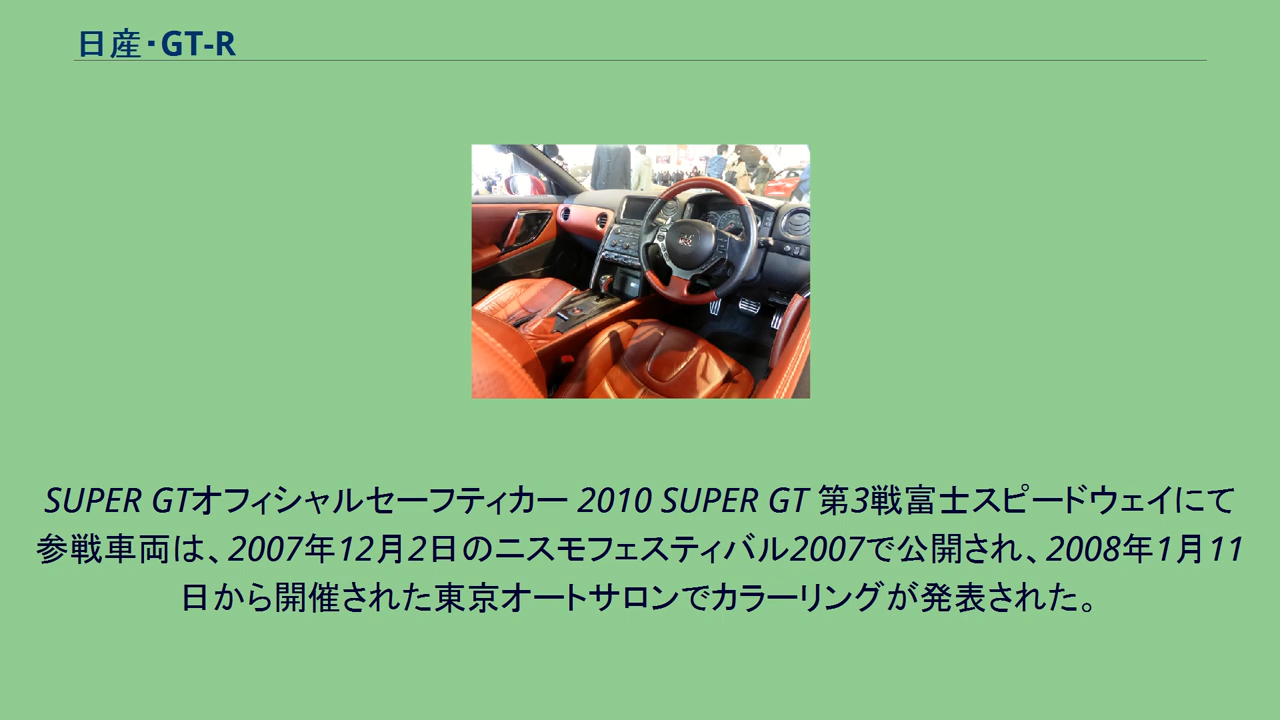 日産・GT-R
SUPER GTオフィシャルセーフティカー 2010 SUPER GT 第3戦富士スピードウェイにて
参戦車両は、2007年12月2日のニスモフェスティバル2007で公開され、2008年1月11
日から開催された東京オートサロンでカラーリングが発表された。